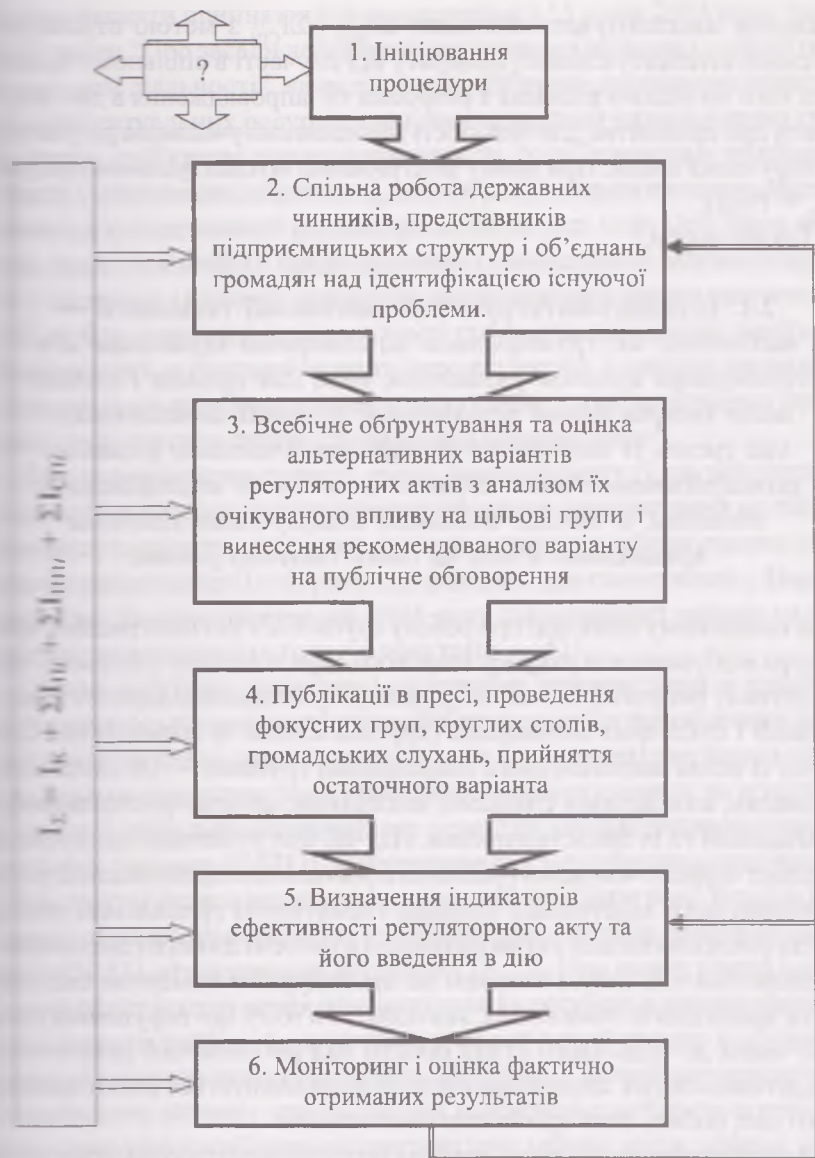 ?
1. Ініціювання
процедури
2. Спільна робота державних
чинників, представників
підприємницьких структур і об’єднань
громадян над ідентифікацією існуючої
проблеми.
3. Всебічне обґрунтування та оцінка
альтернативних варіантів
регуляторних актів з аналізом їх
очікуваного впливу на цільові групи і
винесення рекомендованого варіанту
на публічне обговорення
4. Публікації в пресі, проведення
фокусних груп, круглих столів,
громадських слухань, прийняття
остаточного варіанта
5. Визначення індикаторів
ефективності регуляторного акту та
його введення в дію
6. Моніторинг і оцінка фактично
отриманих результатів